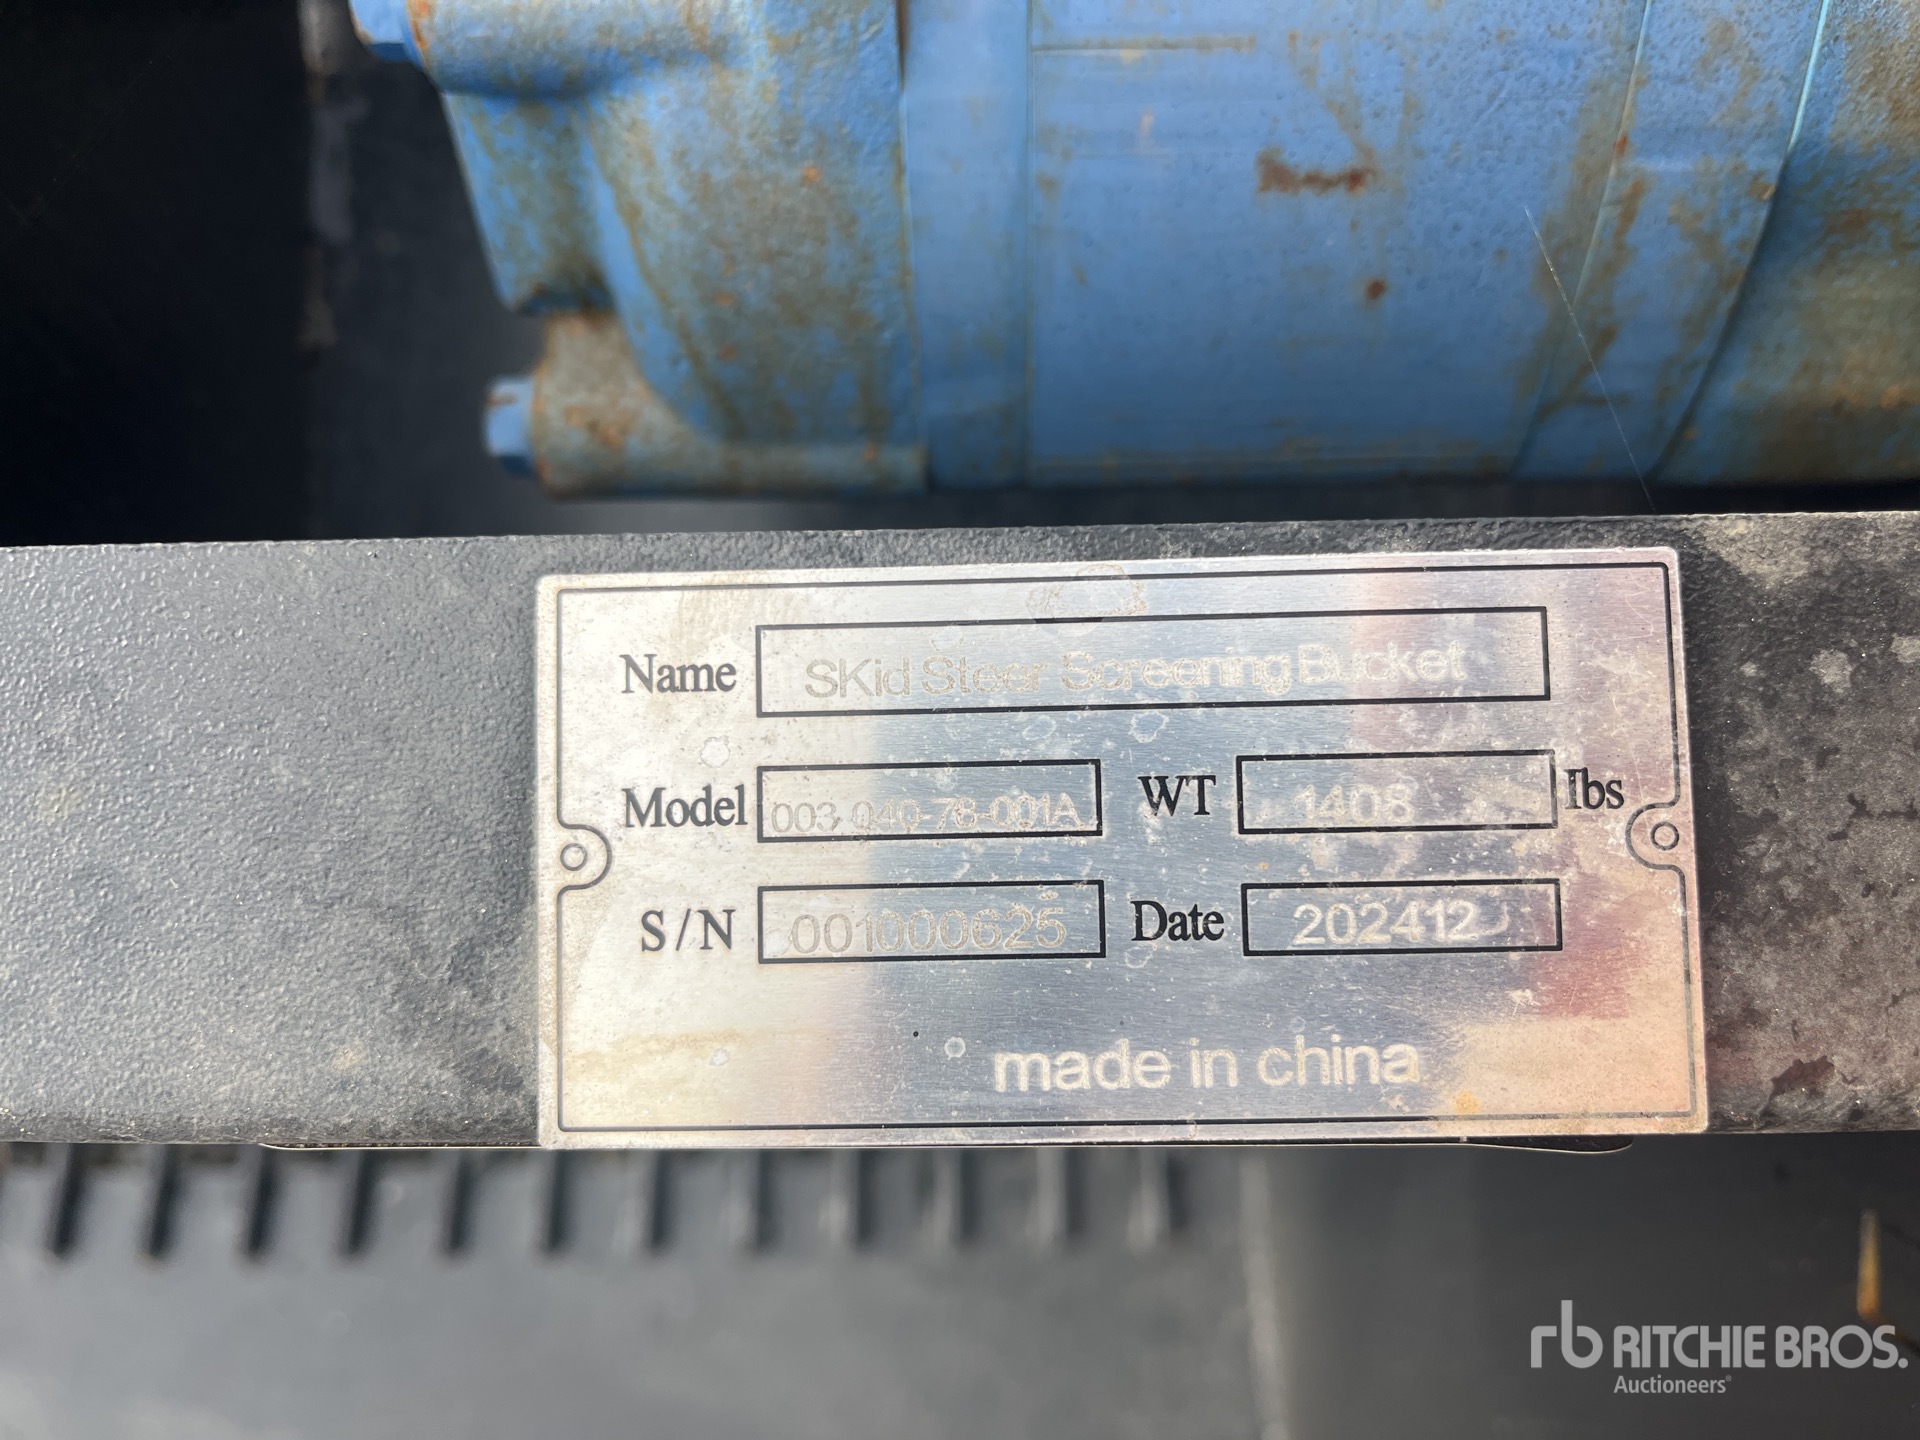 Name SKid Steer Screening Bucket
Model 003-040-78-001A WT 1408 Ibs
S/N 001000625 Date 202412
made in china
rb RITCHIE BROS.
Auctioneers